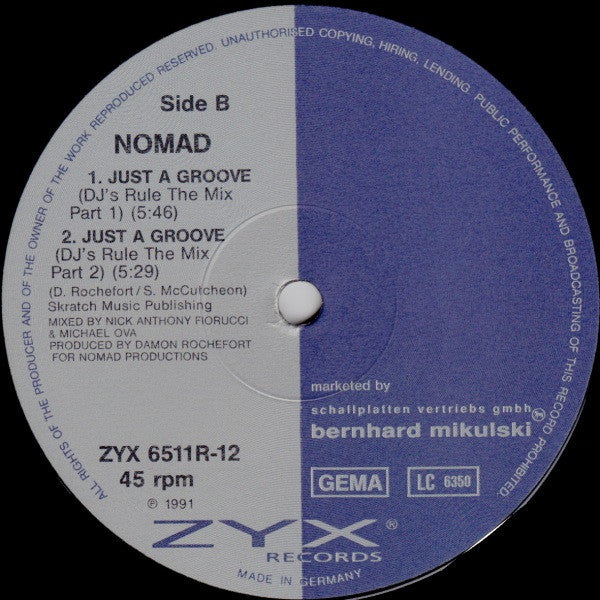 ALL RIGHTS OF THE PRODUCER AND OF THE OWNER OF THE WORK REPRODUCED RESERVED. UNAUTHORISED COPYING, HIRING, LENDING, PUBLIC PERFORMANCE AND BROADCASTING OF THIS RECORD PROHIBITED.
Side B
NOMAD
1. JUST A GROOVE
(DJ's Rule The Mix
Part 1) (5:46)
2. JUST A GROOVE
(DJ's Rule The Mix
Part 2) (5:29)
(D. Rochefort/S. McCutcheon)
Skratch Music Publishing
MIXED BY NICK ANTHONY FIORUCCI
& MICHAEL OVA
PRODUCED BY DAMON ROCHEFORT
FOR NOMAD PRODUCTIONS
marketed by
schallplatten vertriebs gmbh
bernhard mikulski
ZYX 6511R-12
45 rpm
℗ 1991
GEMA
LC 6350
ZYX®
RECORDS
MADE IN GERMANY